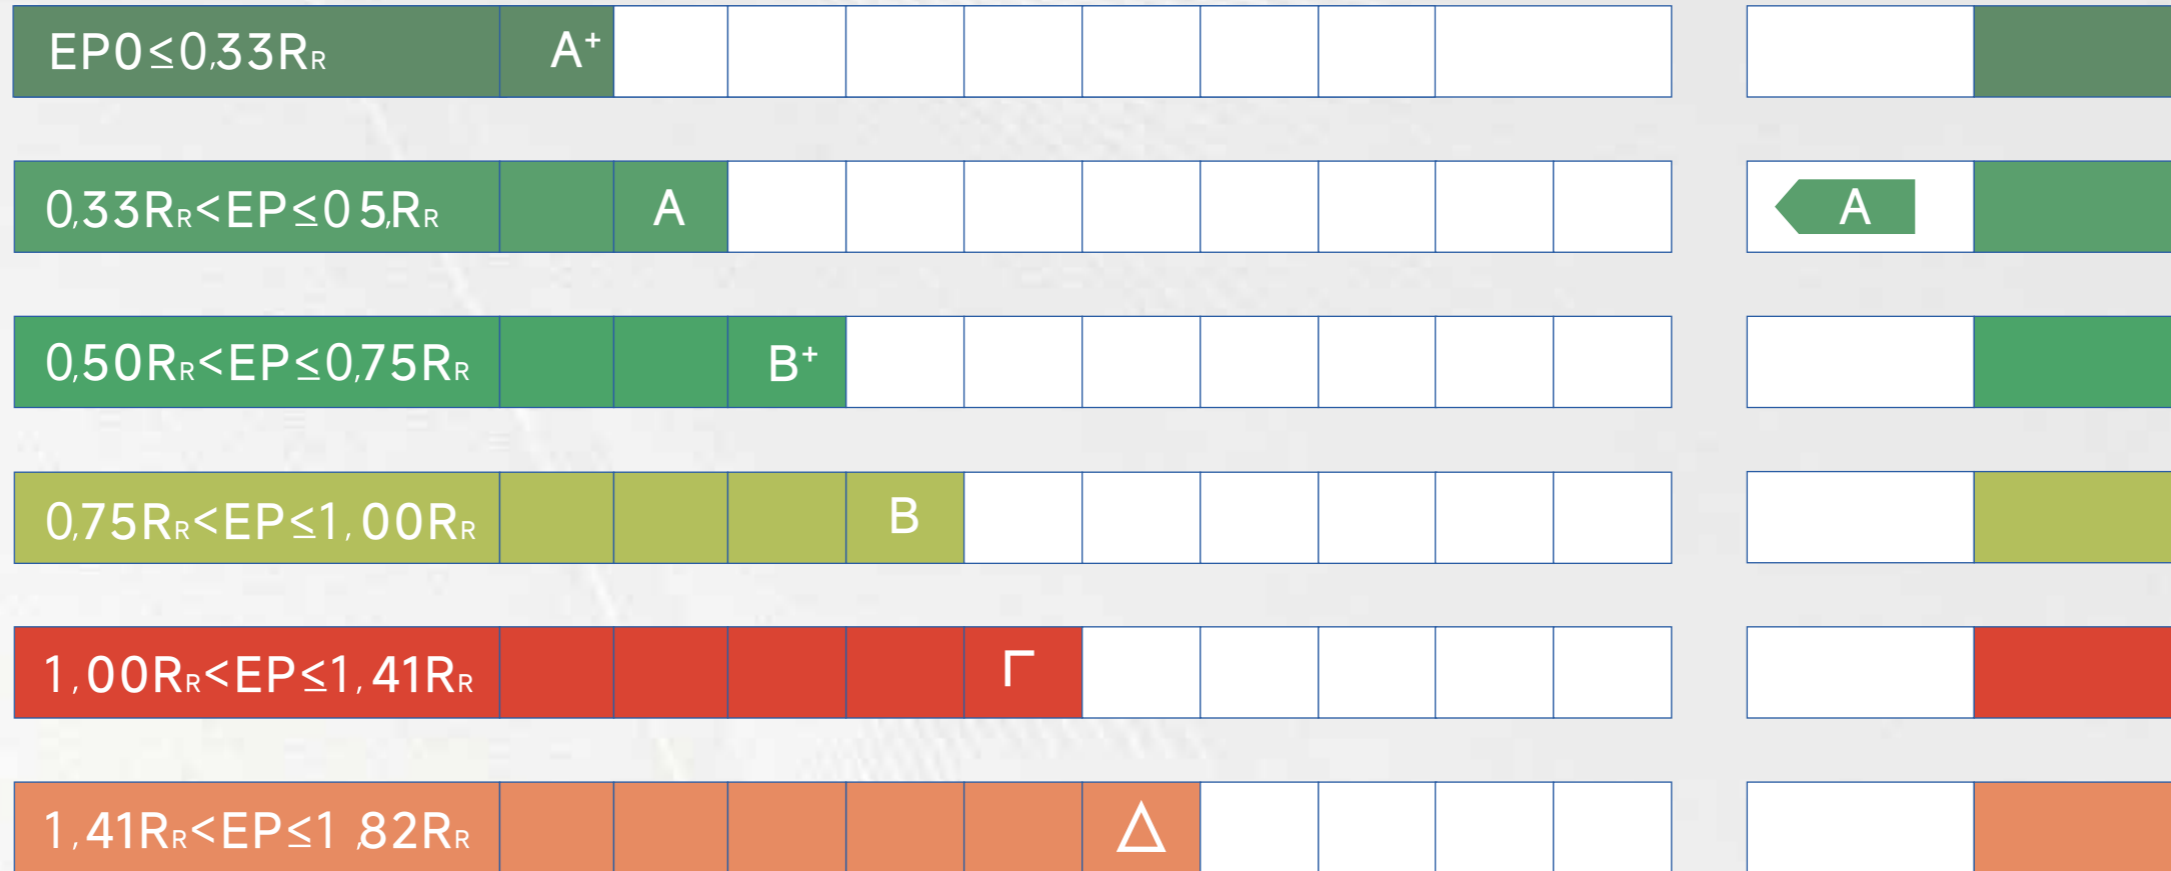 EP0≤0,33RR A+
0,33RR<EP≤0 5,RR A A
0,50RR<EP≤0,75RR B+
0,75RR<EP≤1,00RR B
1,00RR<EP≤1,41RR Γ
1,41RR<EP≤1,82RR Δ